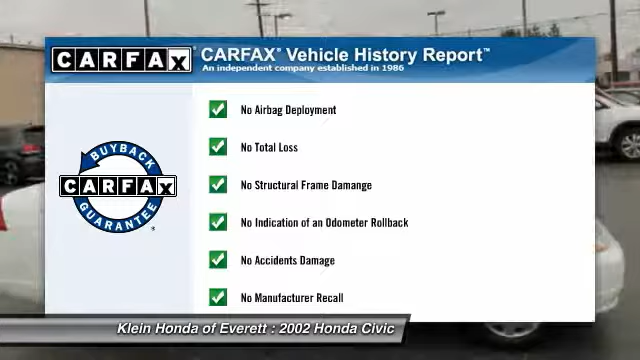 CARFAX
CARFAX® Vehicle History Report™
An independent company established in 1986
BUYBACK
CARFAX
GUARANTEE
No Airbag Deployment
No Total Loss
No Structural Frame Damange
No Indication of an Odometer Rollback
No Accidents Damage
No Manufacturer Recall
Klein Honda of Everett : 2002 Honda Civic